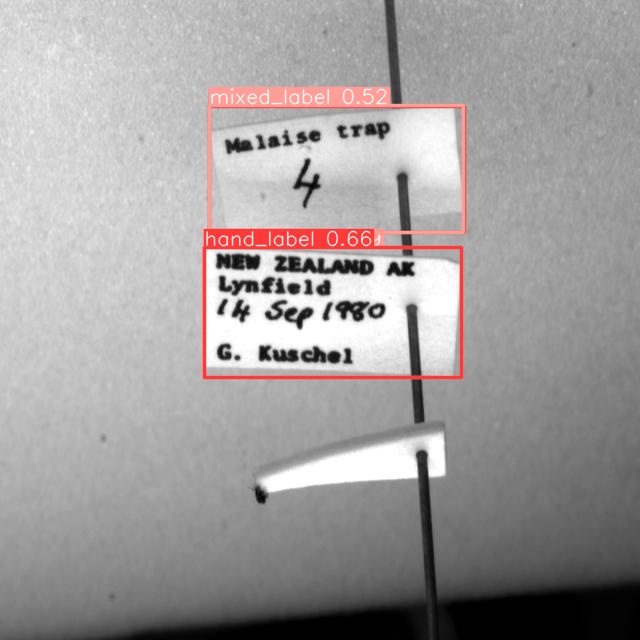 mixed_label 0.52
Malaise trap
4
hand_label 0.66
NEW ZEALAND AK
Lynfield
14 Sep 1980
G. Kuschel